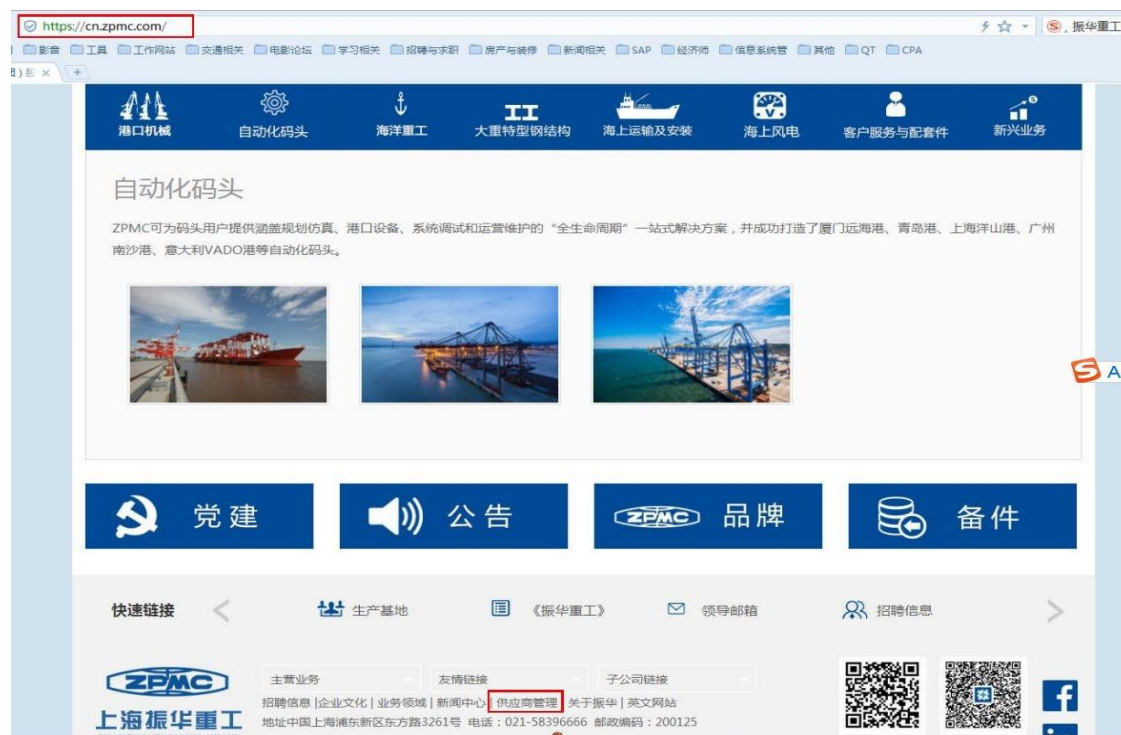 https://cn.zpmc.com/
振华重工
影音 工具 工作网站 交通相关 电影论坛 学习相关 招聘与求职 房产与装修 新闻相关 SAP 经济师 信息系统管 其他 QT CPA
港口机械 自动化码头 海洋重工 大重特型钢结构 海上运输及安装 海上风电 客户服务与配套件 新兴业务
自动化码头
ZPMC可为码头用户提供涵盖规划仿真、港口设备、系统调试和运营维护的“全生命周期”一站式解决方案，并成功打造了厦门远海港、青岛港、上海洋山港、广州
南沙港、意大利VADO港等自动化码头。
党建 公告 ZPMC 品牌 备件
快速链接 生产基地 《振华重工》 领导邮箱 招聘信息
ZPMC
上海振华重工
主营业务 友情链接 子公司链接
招聘信息|企业文化|业务领域|新闻中心|供应商管理|关于振华|英文网站
地址中国上海浦东新区东方路3261号 电话：021-58396666 邮政编码：200125